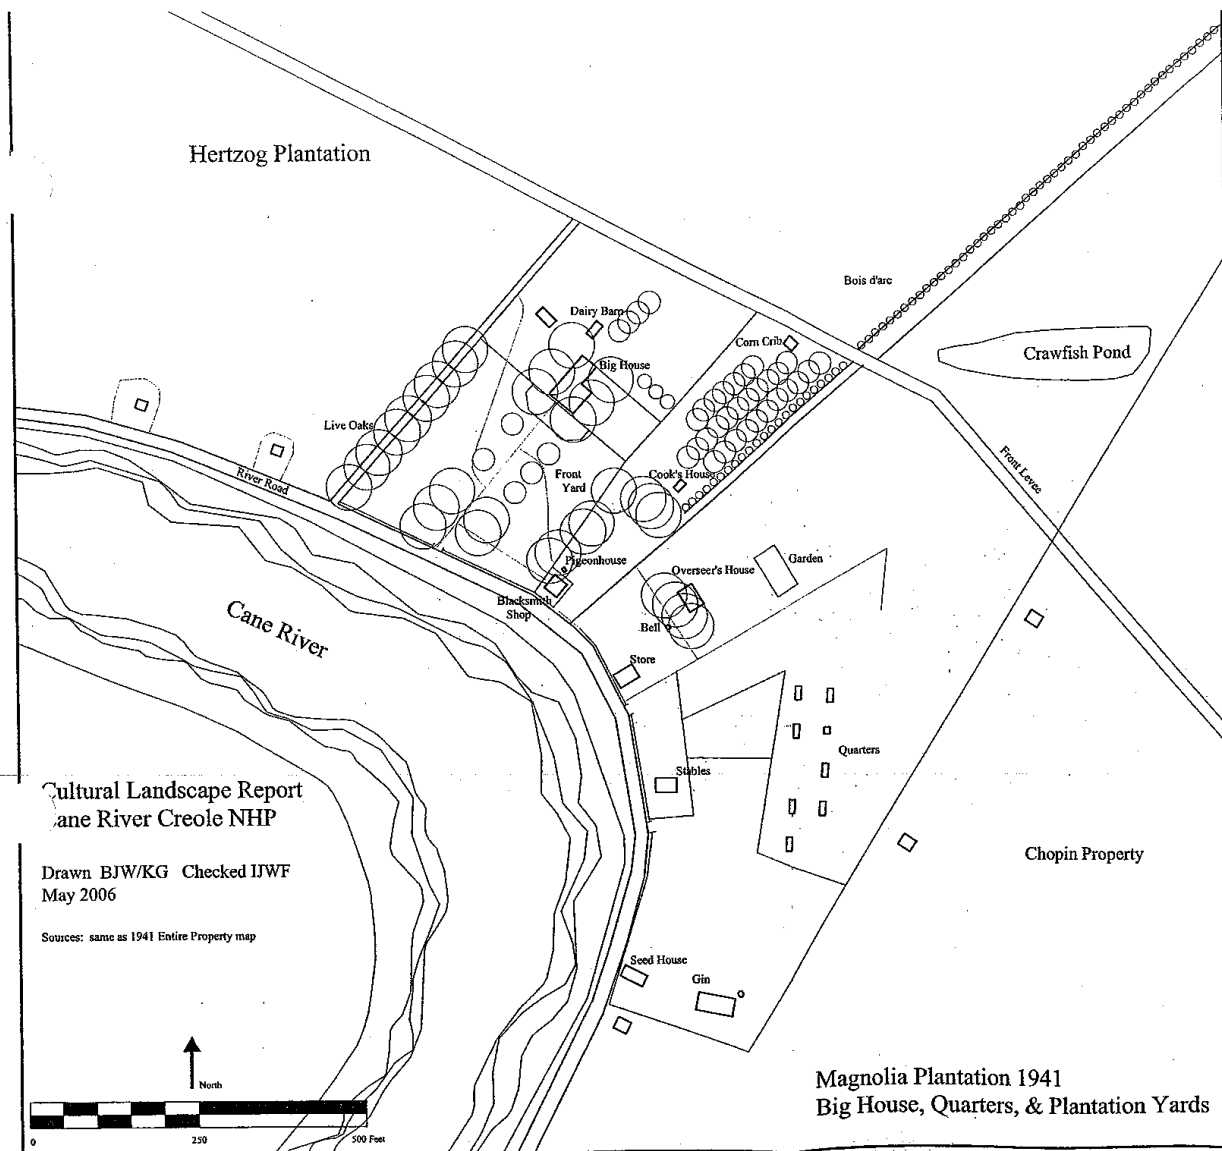 Hertzog Plantation
Bois d'arc
Dairy Barn
Corn Crib
Crawfish Pond
Big House
Live Oaks
Front Levee
River Road
Front
Yard
Cook's House
Pigeonhouse
Overseer's House
Garden
Blacksmith
Shop
Cane River
Bell
Store
Quarters
Stables
Cultural Landscape Report
Cane River Creole NHP
Chopin Property
Drawn BJW/KG Checked IJWF
May 2006
Sources: same as 1941 Entire Property map
Seed House
Gin
North
Magnolia Plantation 1941
Big House, Quarters, & Plantation Yards
0
250
500 Feet